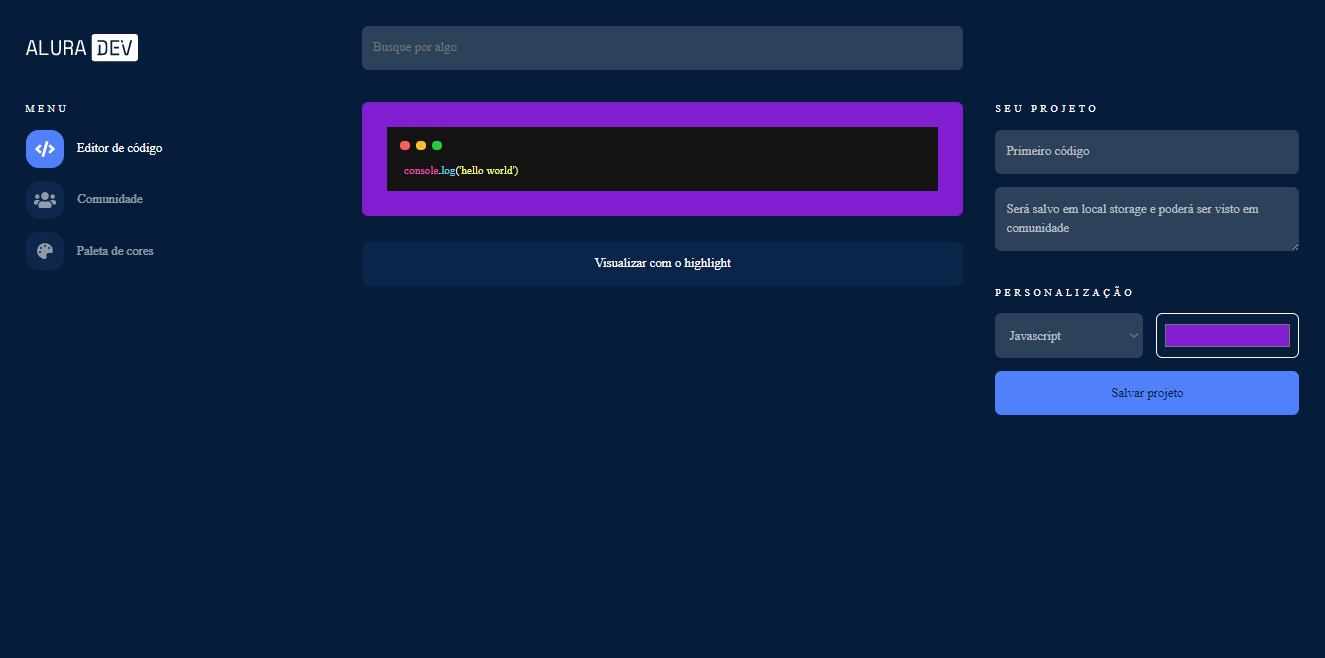 ALURA DEV
Busque por algo
MENU
Editor de código
Comunidade
Paleta de cores
console.log('hello world')
Visualizar com o highlight
SEU PROJETO
Primeiro código
Será salvo em local storage e poderá ser visto em
comunidade
PERSONALIZAÇÃO
Javascript
Salvar projeto